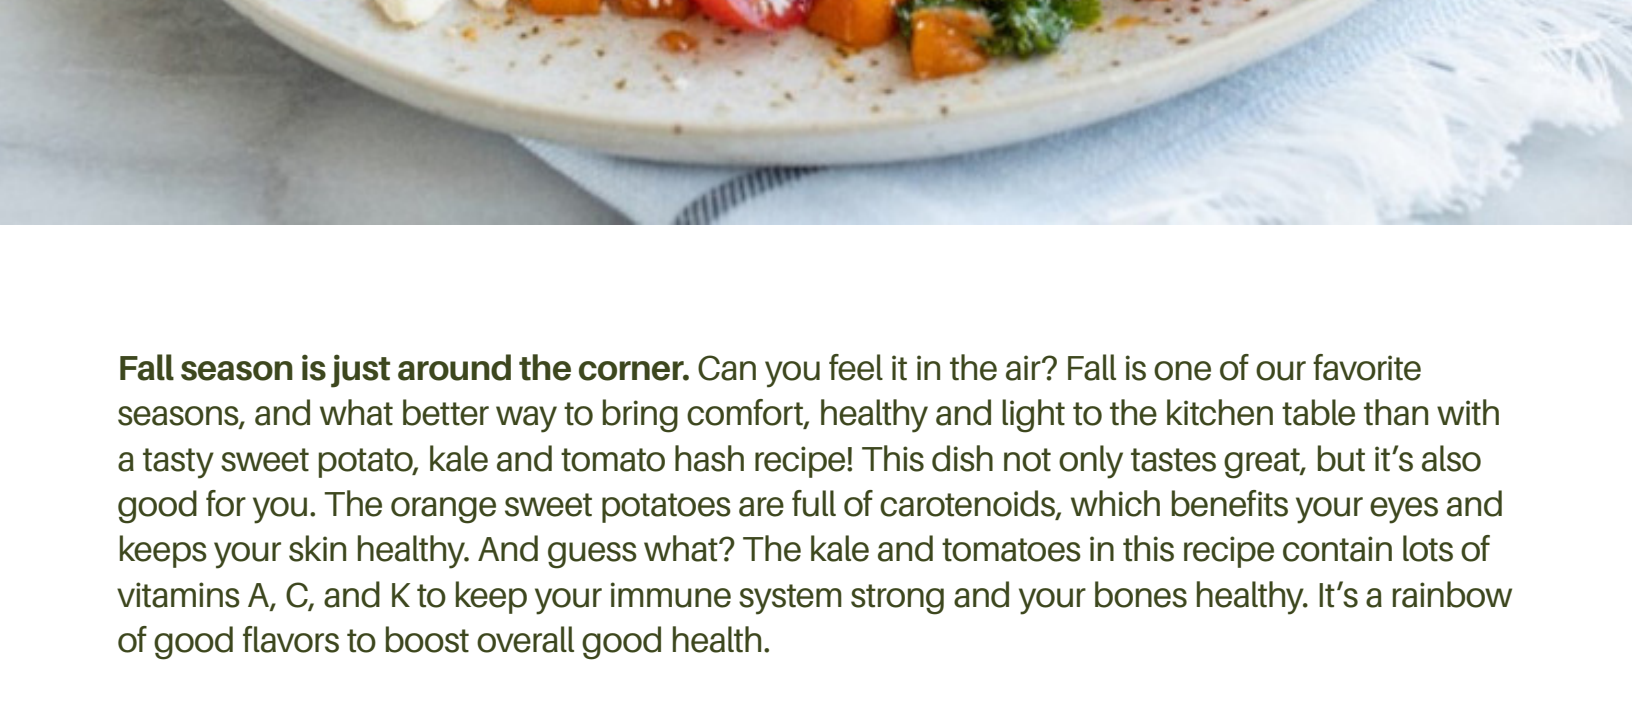 Fall season is just around the corner. Can you feel it in the air? Fall is one of our favorite
seasons, and what better way to bring comfort, healthy and light to the kitchen table than with
a tasty sweet potato, kale and tomato hash recipe! This dish not only tastes great, but it’s also
good for you. The orange sweet potatoes are full of carotenoids, which benefits your eyes and
keeps your skin healthy. And guess what? The kale and tomatoes in this recipe contain lots of
vitamins A, C, and K to keep your immune system strong and your bones healthy. It’s a rainbow
of good flavors to boost overall good health.